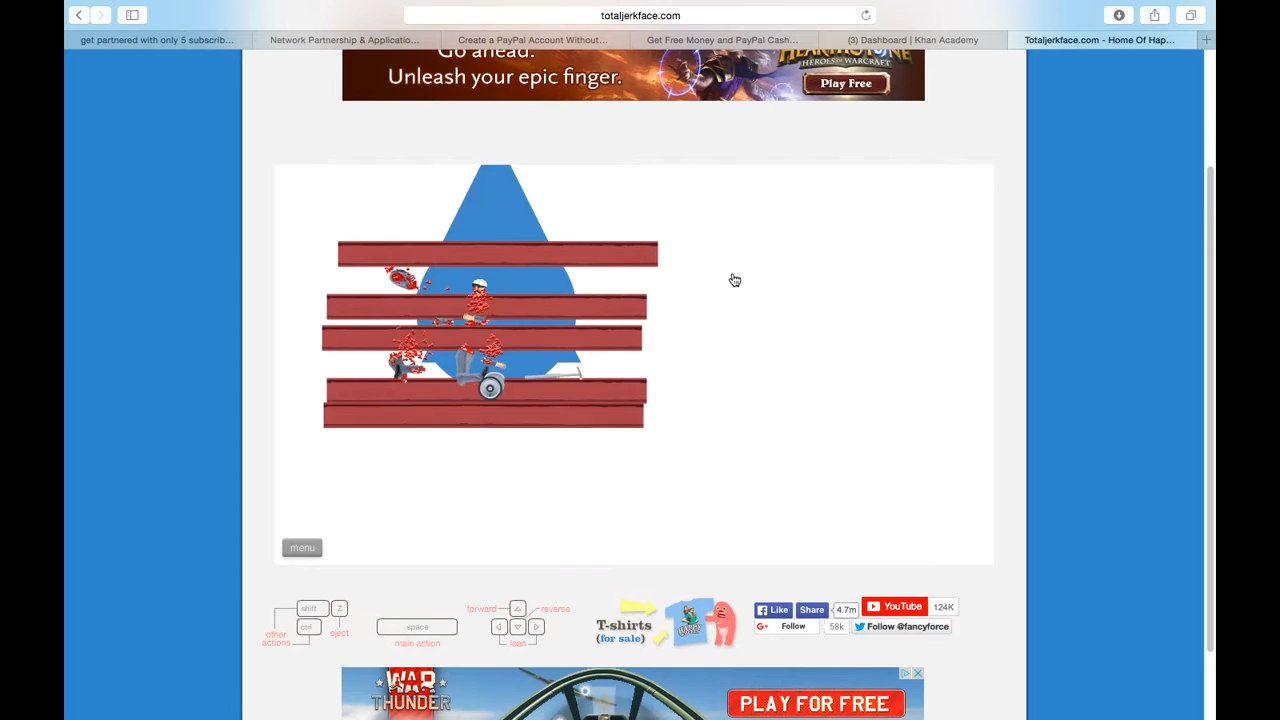 totaljerkface.com
get partnered with only 5 subscrib...
Network Partnership & Applicatio...
Create a PayPal Account Without...
Get Free Money and PayPal Cash...
(3) Dashboard | Khan Academy
Totaljerkface.com - Home Of Hap...
Go ahead.
Unleash your epic finger.
HEARTHSTONE
HEROES OF WARCRAFT
Play Free
menu
shift
Z
ctrl
other
actions
eject
space
main action
forward
reverse
lean
T-shirts
(for sale)
HAPPY
Like
Share
4.7m
YouTube
124K
Follow
58k
Follow @fancyforce
WAR
THUNDER
PLAY FOR FREE